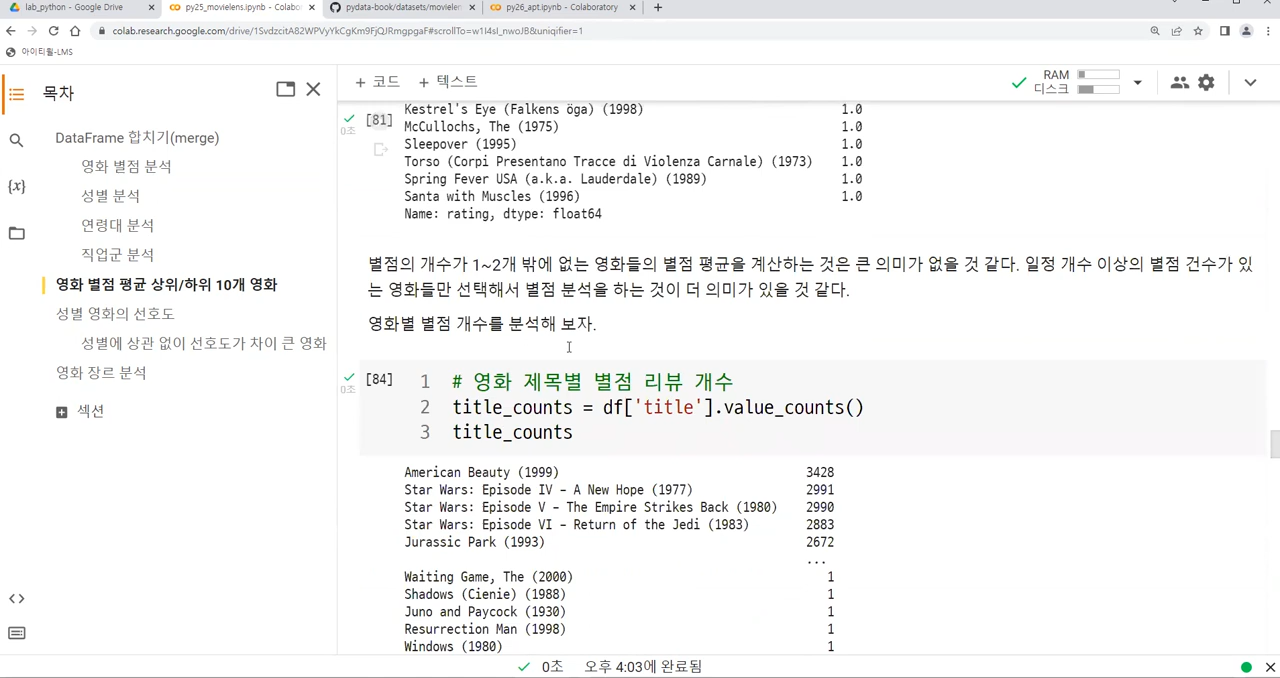 lab_python - Google Drive
py25_movielens.ipynb - Colabo
pydata-book/datasets/movielen
py26_apt.ipynb - Colaboratory
colab.research.google.com/drive/1SvdzcitA82WPVyYkCgKm9FjQJRmgpgaF#scrollTo=w1I4sI_nwoJB&uniqifier=1
아이티윌-LMS
목차
DataFrame 합치기(merge)
영화 별점 분석
성별 분석
연령대 분석
직업군 분석
영화 별점 평균 상위/하위 10개 영화
성별 영화의 선호도
성별에 상관 없이 선호도가 차이 큰 영화
영화 장르 분석
섹션
+ 코드 + 텍스트
RAM
디스크
[81]
0초
Kestrel's Eye (Falkens öga) (1998) 1.0
McCullochs, The (1975) 1.0
Sleepover (1995) 1.0
Torso (Corpi Presentano Tracce di Violenza Carnale) (1973) 1.0
Spring Fever USA (a.k.a. Lauderdale) (1989) 1.0
Santa with Muscles (1996) 1.0
Name: rating, dtype: float64
별점의 개수가 1~2개 밖에 없는 영화들의 별점 평균을 계산하는 것은 큰 의미가 없을 것 같다. 일정 개수 이상의 별점 건수가 있
는 영화들만 선택해서 별점 분석을 하는 것이 더 의미가 있을 것 같다.
영화별 별점 개수를 분석해 보자.
[84]
0초
1 # 영화 제목별 별점 리뷰 개수
2 title_counts = df['title'].value_counts()
3 title_counts
American Beauty (1999) 3428
Star Wars: Episode IV - A New Hope (1977) 2991
Star Wars: Episode V - The Empire Strikes Back (1980) 2990
Star Wars: Episode VI - Return of the Jedi (1983) 2883
Jurassic Park (1993) 2672
...
Waiting Game, The (2000) 1
Shadows (Cienie) (1988) 1
Juno and Paycock (1930) 1
Resurrection Man (1998) 1
Windows (1980) 1
0초 오후 4:03에 완료됨